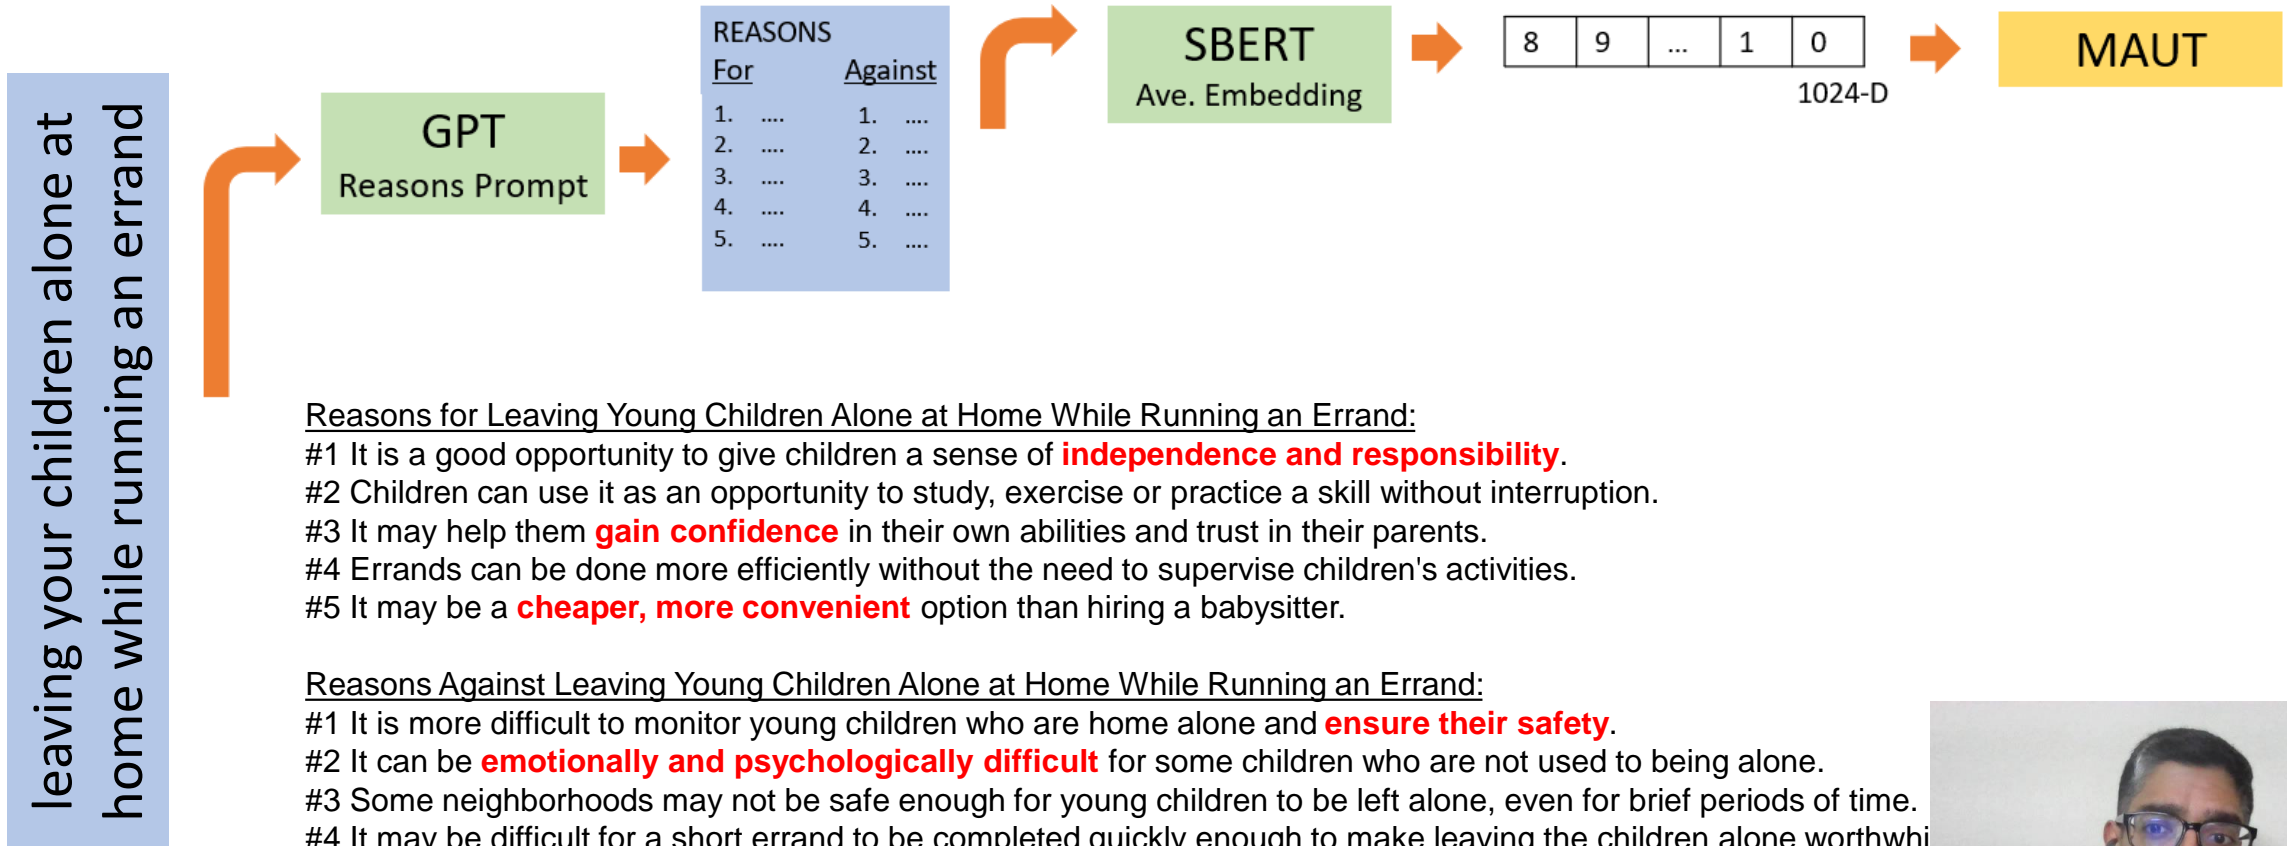 leaving your children alone at
home while running an errand
GPT
Reasons Prompt
REASONS
For Against
1. .... 1. ....
2. .... 2. ....
3. .... 3. ....
4. .... 4. ....
5. .... 5. ....
SBERT
Ave. Embedding
8 9 ... 1 0
1024-D
MAUT
Reasons for Leaving Young Children Alone at Home While Running an Errand:
#1 It is a good opportunity to give children a sense of independence and responsibility.
#2 Children can use it as an opportunity to study, exercise or practice a skill without interruption.
#3 It may help them gain confidence in their own abilities and trust in their parents.
#4 Errands can be done more efficiently without the need to supervise children's activities.
#5 It may be a cheaper, more convenient option than hiring a babysitter.
Reasons Against Leaving Young Children Alone at Home While Running an Errand:
#1 It is more difficult to monitor young children who are home alone and ensure their safety.
#2 It can be emotionally and psychologically difficult for some children who are not used to being alone.
#3 Some neighborhoods may not be safe enough for young children to be left alone, even for brief periods of time.
#4 It may be difficult for a short errand to be completed quickly enough to make leaving the children alone